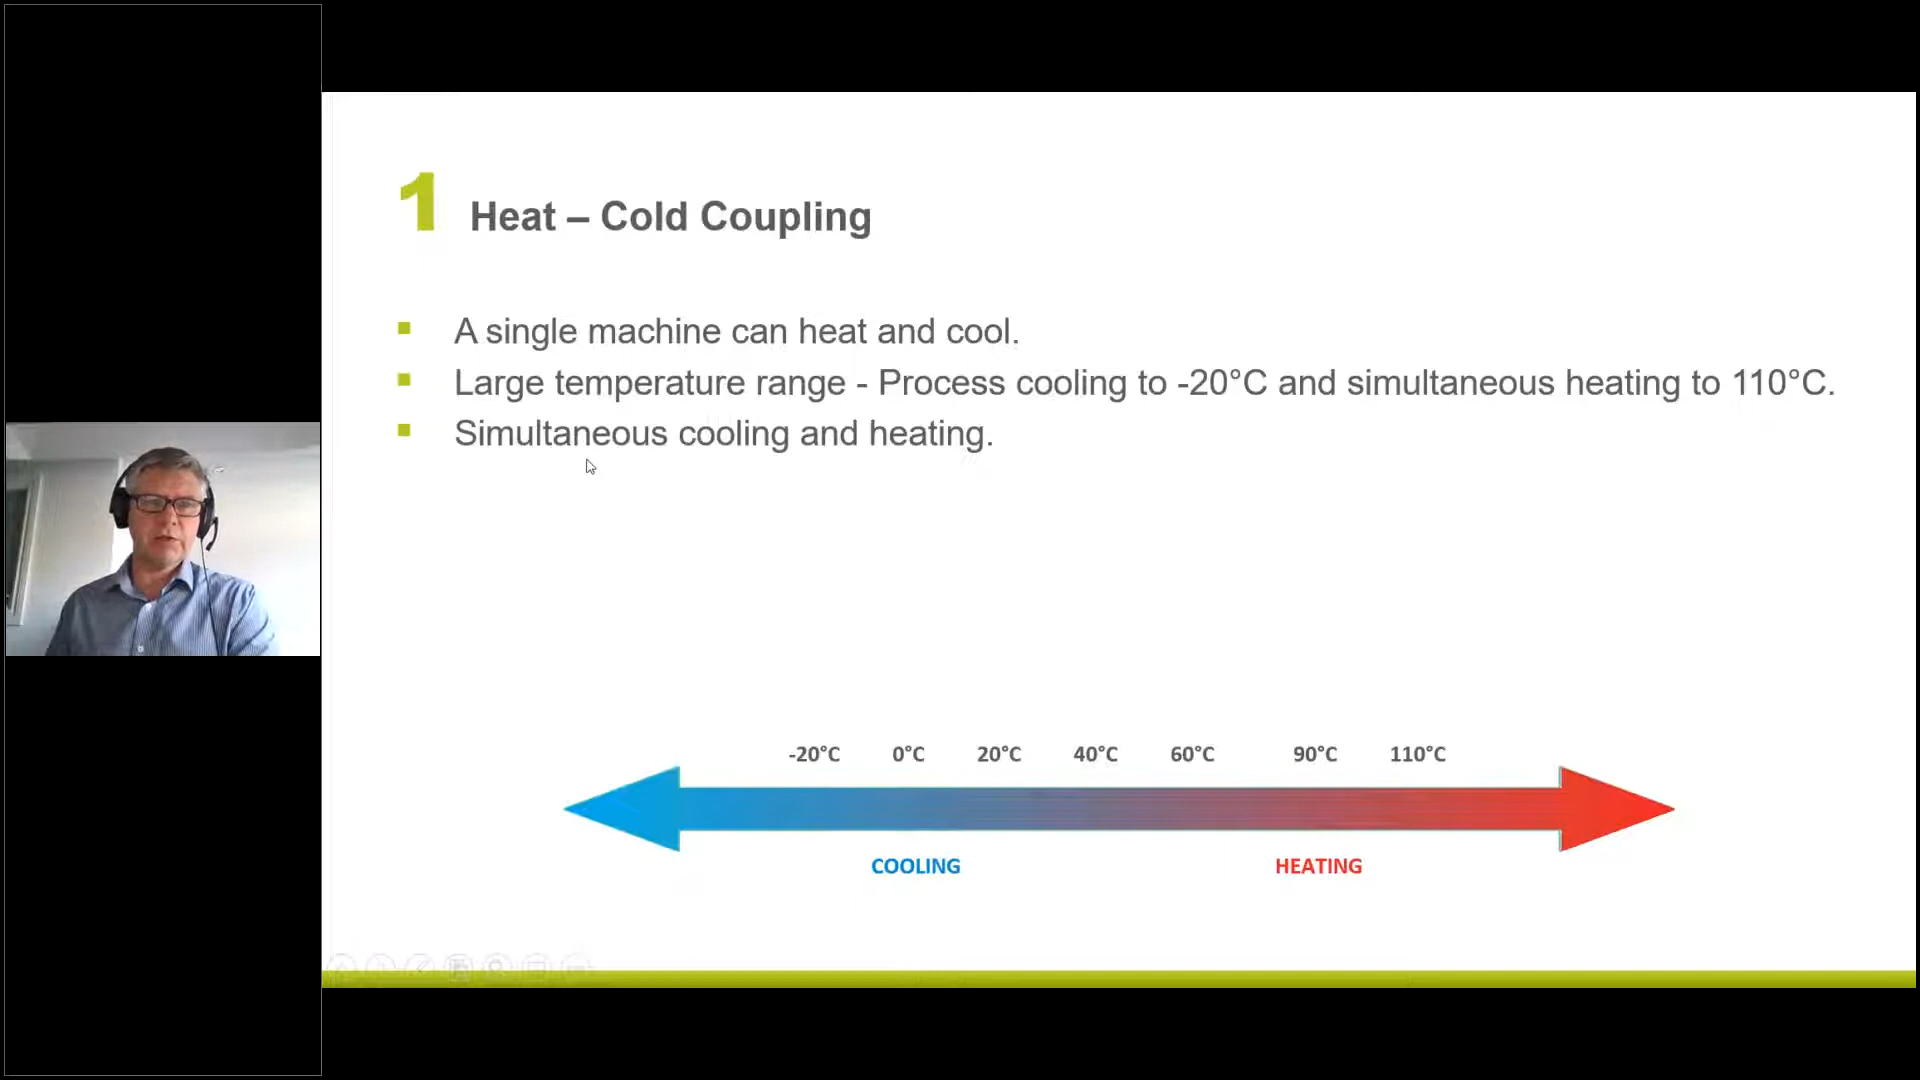 1 Heat – Cold Coupling
A single machine can heat and cool.
Large temperature range - Process cooling to -20°C and simultaneous heating to 110°C.
Simultaneous cooling and heating.
-20°C 0°C 20°C 40°C 60°C 90°C 110°C
COOLING HEATING